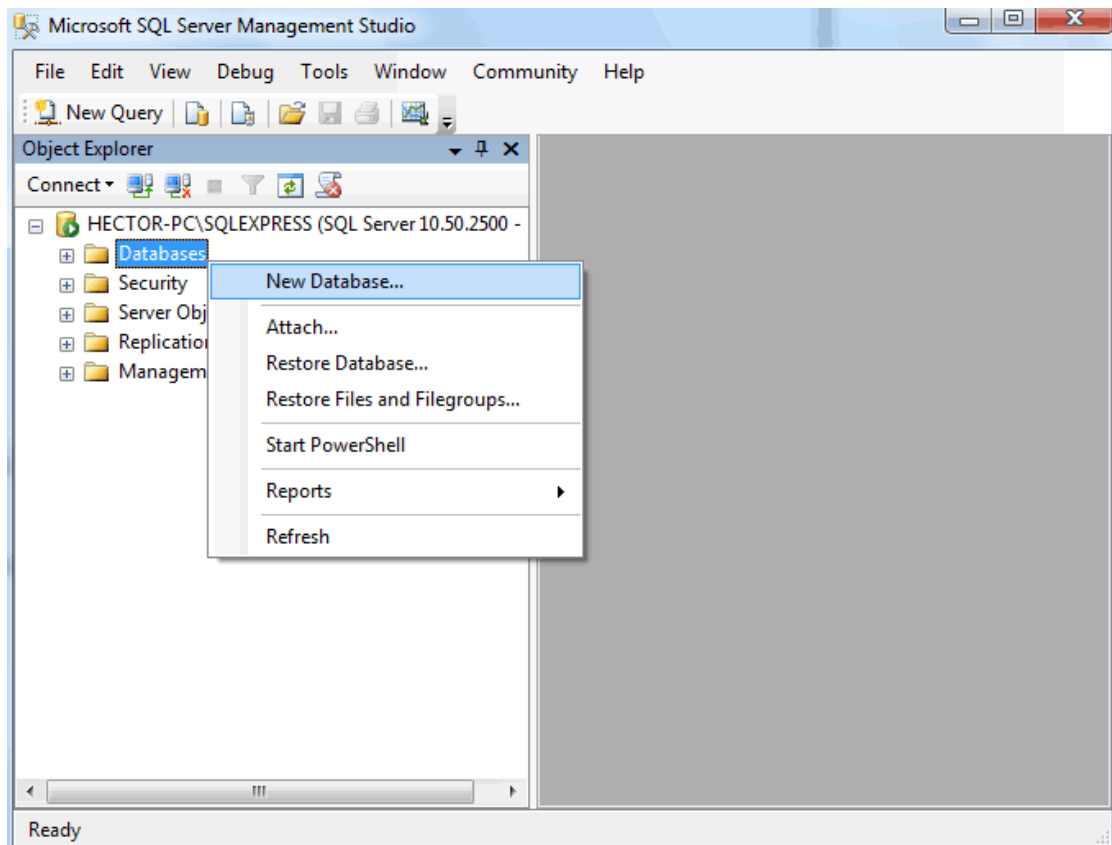 Microsoft SQL Server Management Studio
File Edit View Debug Tools Window Community Help
New Query
Object Explorer
Connect
HECTOR-PC\SQLEXPRESS (SQL Server 10.50.2500 -
Databases
Security
Server Obj
Replication
Managem
New Database...
Attach...
Restore Database...
Restore Files and Filegroups...
Start PowerShell
Reports
Refresh
Ready